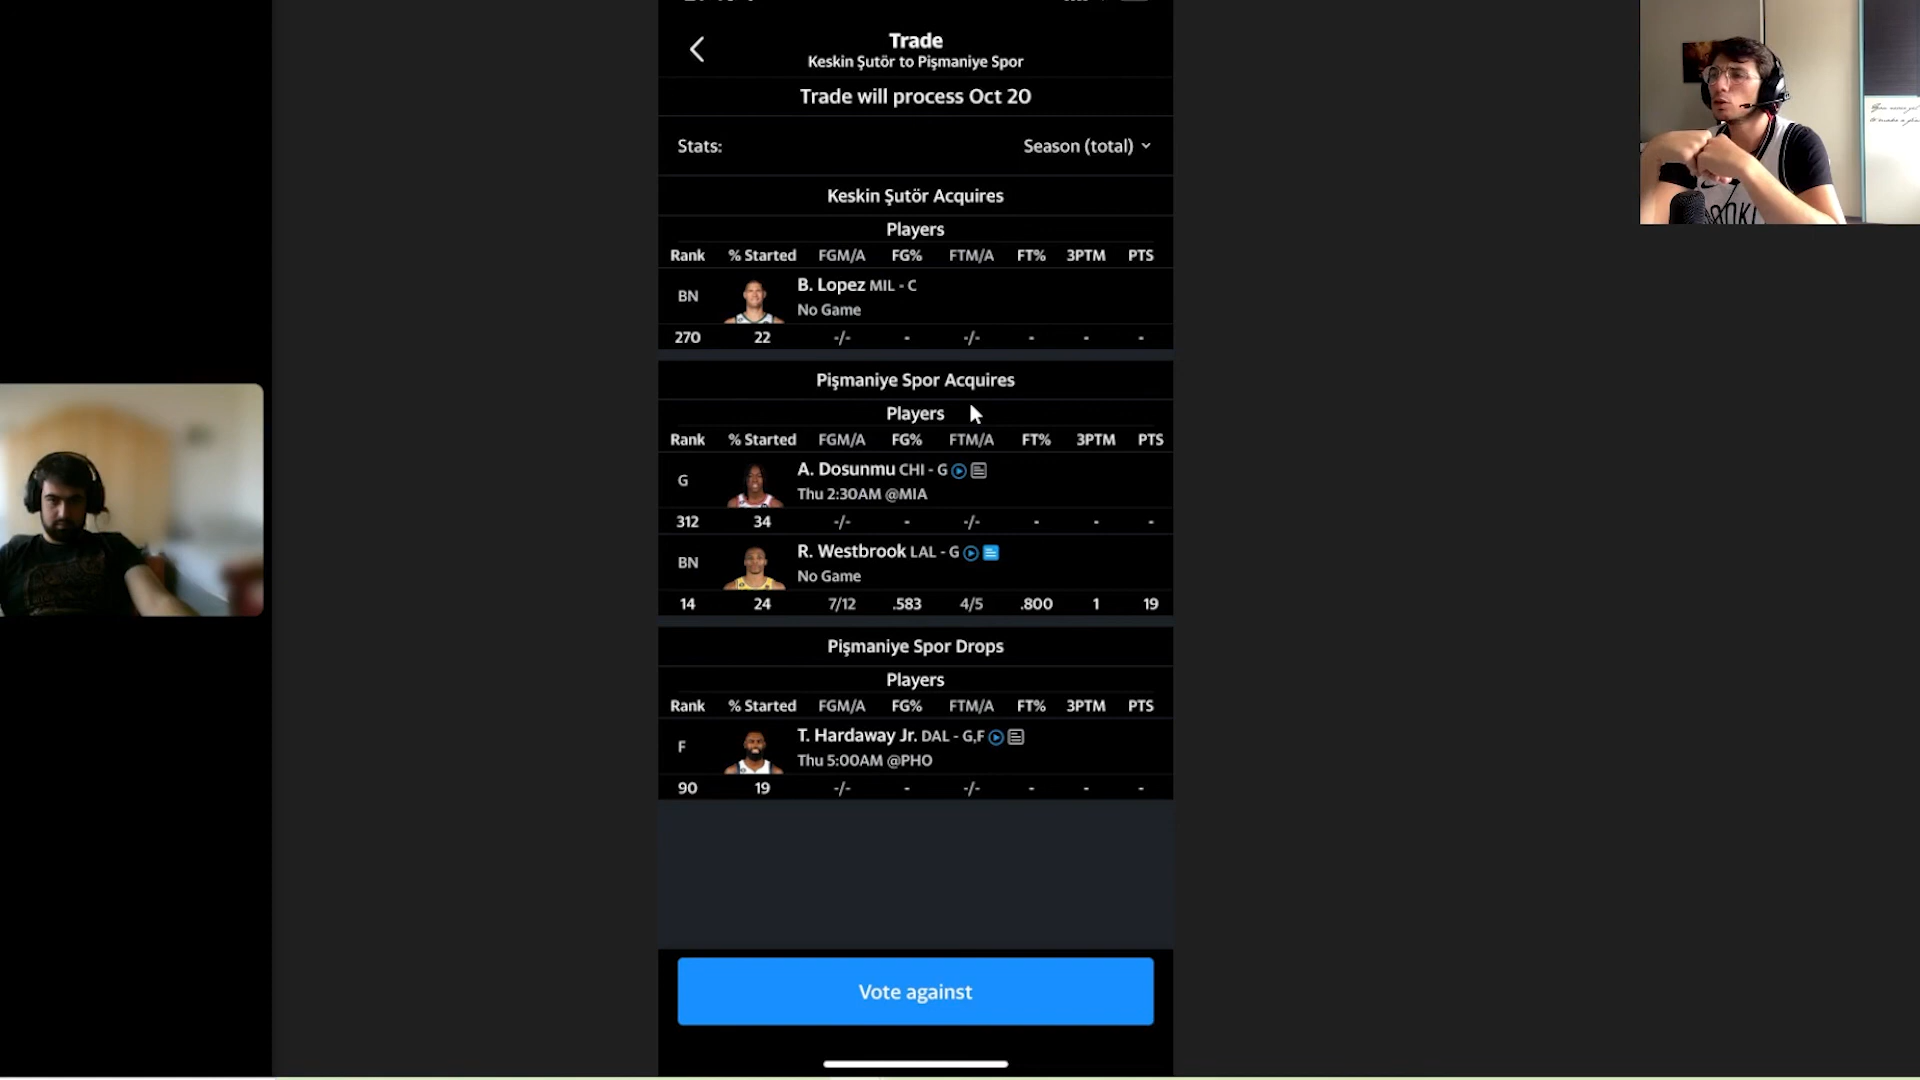 Trade
Keskin Şutör to Pişmaniye Spor
Trade will process Oct 20
Stats:
Season (total)
Keskin Şutör Acquires
Players
Rank % Started FGM/A FG% FTM/A FT% 3PTM PTS
BN
B. Lopez MIL - C
No Game
270 22 -/- - -/- - - -
Pişmaniye Spor Acquires
Players
Rank % Started FGM/A FG% FTM/A FT% 3PTM PTS
G
A. Dosunmu CHI - G
Thu 2:30AM @MIA
312 34 -/- - -/- - - -
BN
R. Westbrook LAL - G
No Game
14 24 7/12 .583 4/5 .800 1 19
Pişmaniye Spor Drops
Players
Rank % Started FGM/A FG% FTM/A FT% 3PTM PTS
F
T. Hardaway Jr. DAL - G,F
Thu 5:00AM @PHO
90 19 -/- - -/- - - -
Vote against